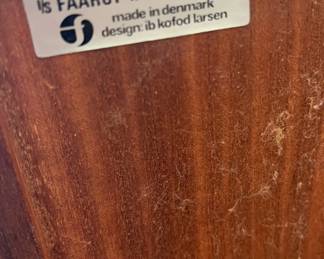 made in denmark
design: ib kofod larsen